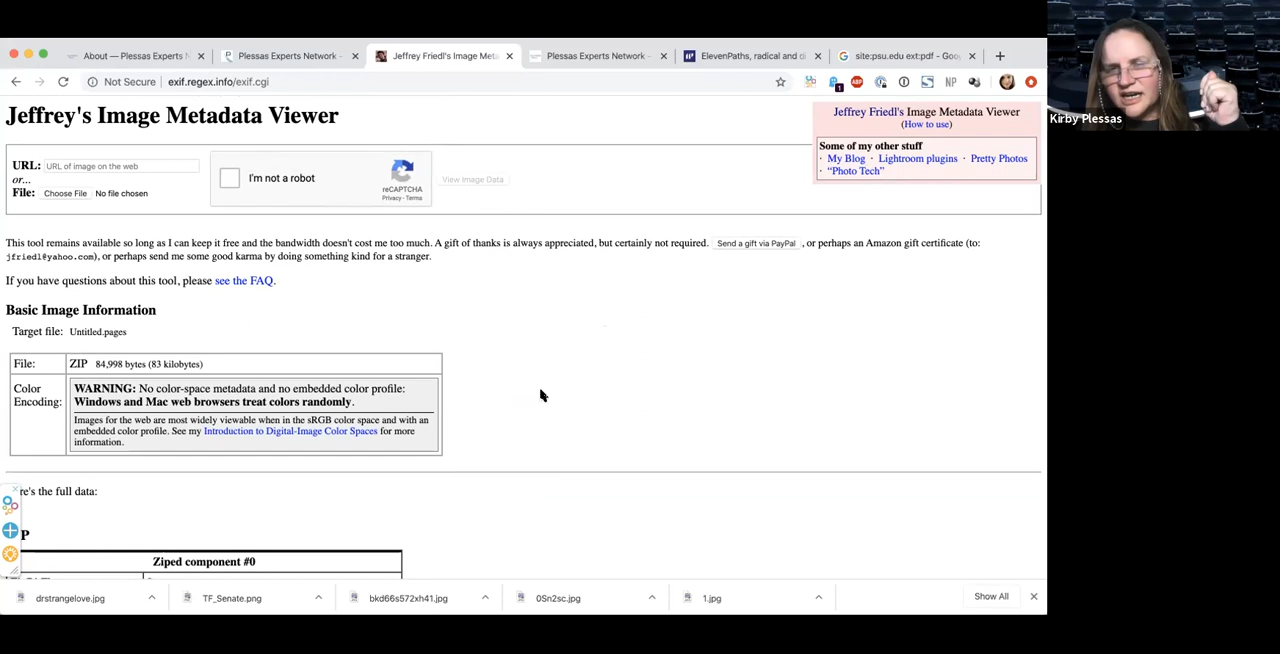 About — Plessas Experts N
Plessas Experts Network -
Jeffrey Friedl's Image Meta
Plessas Experts Network -
ElevenPaths, radical and di
site:psu.edu ext:pdf - Goo
Not Secure | exif.regex.info/exif.cgi
ABP
1
NP
Kirby Plessas
Jeffrey's Image Metadata Viewer
Jeffrey Friedl's Image Metadata Viewer
(How to use)
Some of my other stuff
· My Blog · Lightroom plugins · Pretty Photos
· “Photo Tech”
URL: URL of image on the web
or...
File: Choose File No file chosen
I'm not a robot
reCAPTCHA
Privacy - Terms
View Image Data
This tool remains available so long as I can keep it free and the bandwidth doesn't cost me too much. A gift of thanks is always appreciated, but certainly not required. Send a gift via PayPal , or perhaps an Amazon gift certificate (to:
jfriedl@yahoo.com), or perhaps send me some good karma by doing something kind for a stranger.
If you have questions about this tool, please see the FAQ.
Basic Image Information
Target file: Untitled.pages
File: ZIP 84,998 bytes (83 kilobytes)
Color
Encoding:
WARNING: No color-space metadata and no embedded color profile:
Windows and Mac web browsers treat colors randomly.
Images for the web are most widely viewable when in the sRGB color space and with an
embedded color profile. See my Introduction to Digital-Image Color Spaces for more
information.
re's the full data:
P
Ziped component #0
drstrangelove.jpg
TF_Senate.png
bkd66s572xh41.jpg
0Sn2sc.jpg
1.jpg
Show All